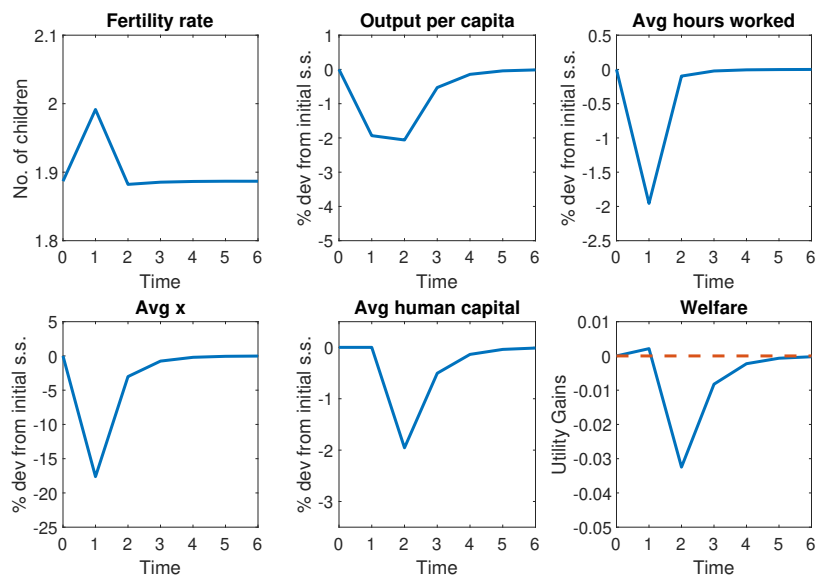 Fertility rate
No. of children
2.1
2
1.9
1.8
0 1 2 3 4 5 6
Time
Output per capita
% dev from initial s.s.
1
0
-1
-2
-3
-4
-5
0 1 2 3 4 5 6
Time
Avg hours worked
% dev from initial s.s.
0.5
0
-0.5
-1
-1.5
-2
-2.5
0 1 2 3 4 5 6
Time
Avg x
% dev from initial s.s.
5
0
-5
-10
-15
-20
-25
0 1 2 3 4 5 6
Time
Avg human capital
% dev from initial s.s.
0
-1
-2
-3
0 1 2 3 4 5 6
Time
Welfare
Utility Gains
0.01
0
-0.01
-0.02
-0.03
-0.04
-0.05
0 1 2 3 4 5 6
Time